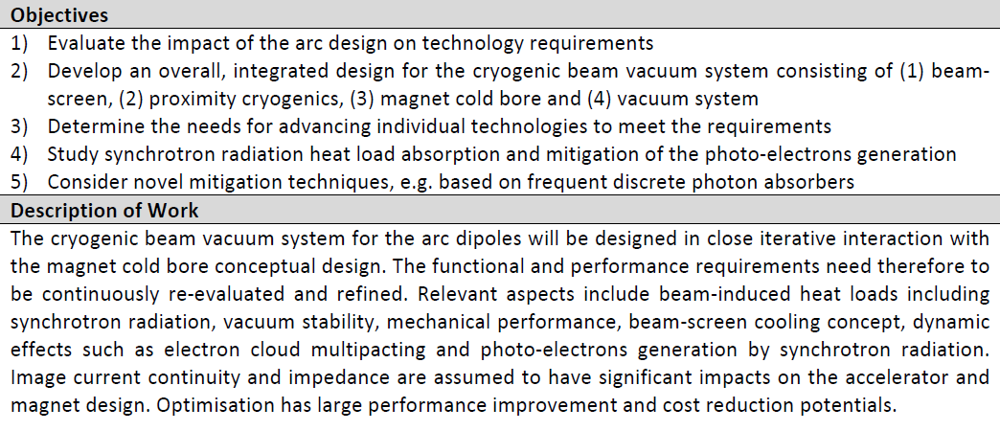 Objectives
1) Evaluate the impact of the arc design on technology requirements
2) Develop an overall, integrated design for the cryogenic beam vacuum system consisting of (1) beam-
screen, (2) proximity cryogenics, (3) magnet cold bore and (4) vacuum system
3) Determine the needs for advancing individual technologies to meet the requirements
4) Study synchrotron radiation heat load absorption and mitigation of the photo-electrons generation
5) Consider novel mitigation techniques, e.g. based on frequent discrete photon absorbers
Description of Work
The cryogenic beam vacuum system for the arc dipoles will be designed in close iterative interaction with
the magnet cold bore conceptual design. The functional and performance requirements need therefore to
be continuously re-evaluated and refined. Relevant aspects include beam-induced heat loads including
synchrotron radiation, vacuum stability, mechanical performance, beam-screen cooling concept, dynamic
effects such as electron cloud multipacting and photo-electrons generation by synchrotron radiation.
Image current continuity and impedance are assumed to have significant impacts on the accelerator and
magnet design. Optimisation has large performance improvement and cost reduction potentials.